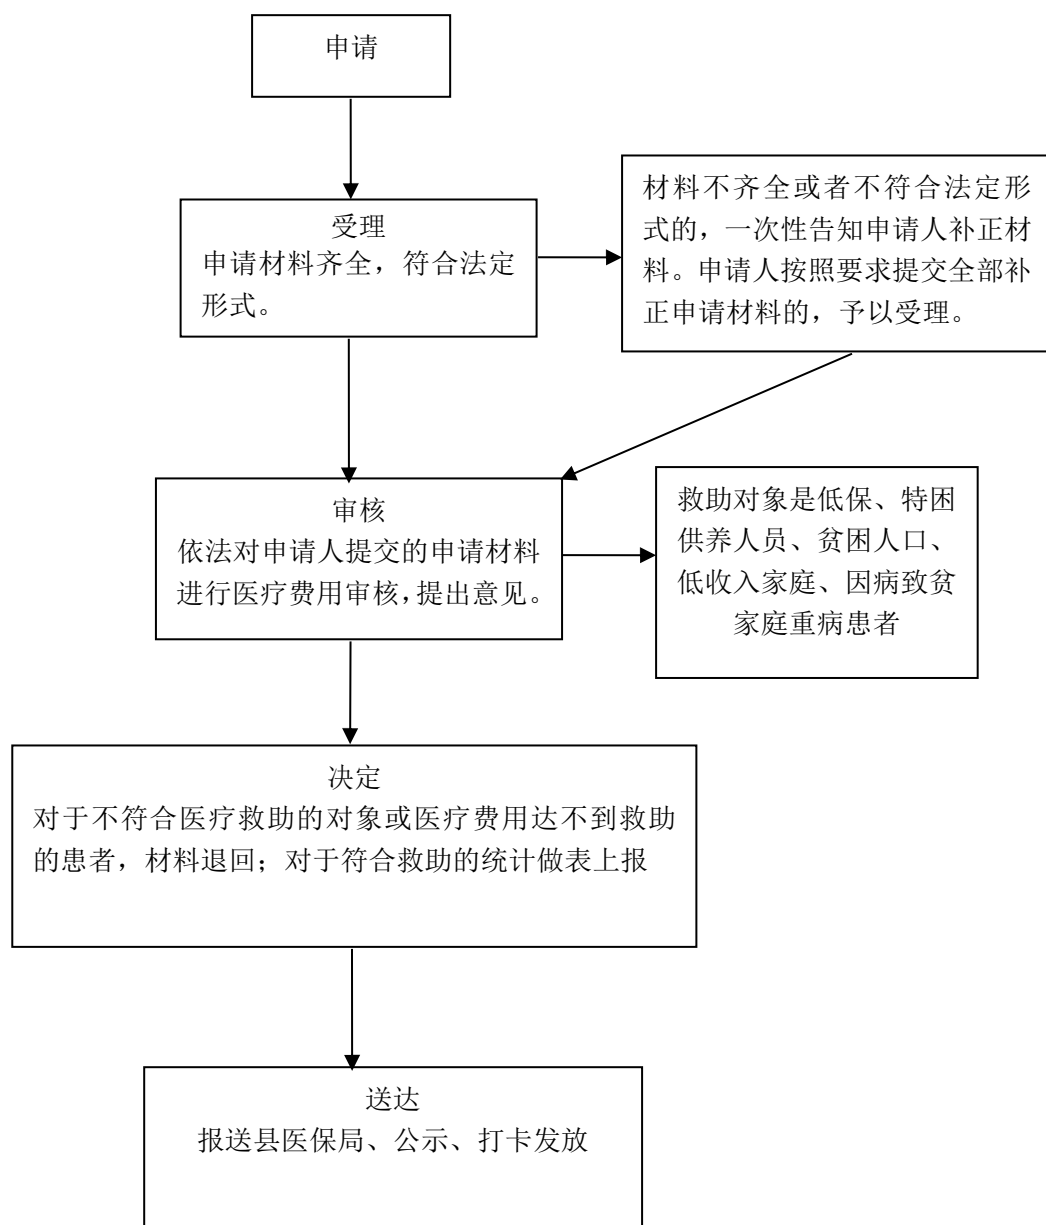 申请
受理
申请材料齐全，符合法定
形式。
材料不齐全或者不符合法定形
式的，一次性告知申请人补正材
料。申请人按照要求提交全部补
正申请材料的，予以受理。
审核
依法对申请人提交的申请材料
进行医疗费用审核，提出意见。
救助对象是低保、特困
供养人员、贫困人口、
低收入家庭、因病致贫
家庭重病患者
决定
对于不符合医疗救助的对象或医疗费用达不到救助
的患者，材料退回；对于符合救助的统计做表上报
送达
报送县医保局、公示、打卡发放